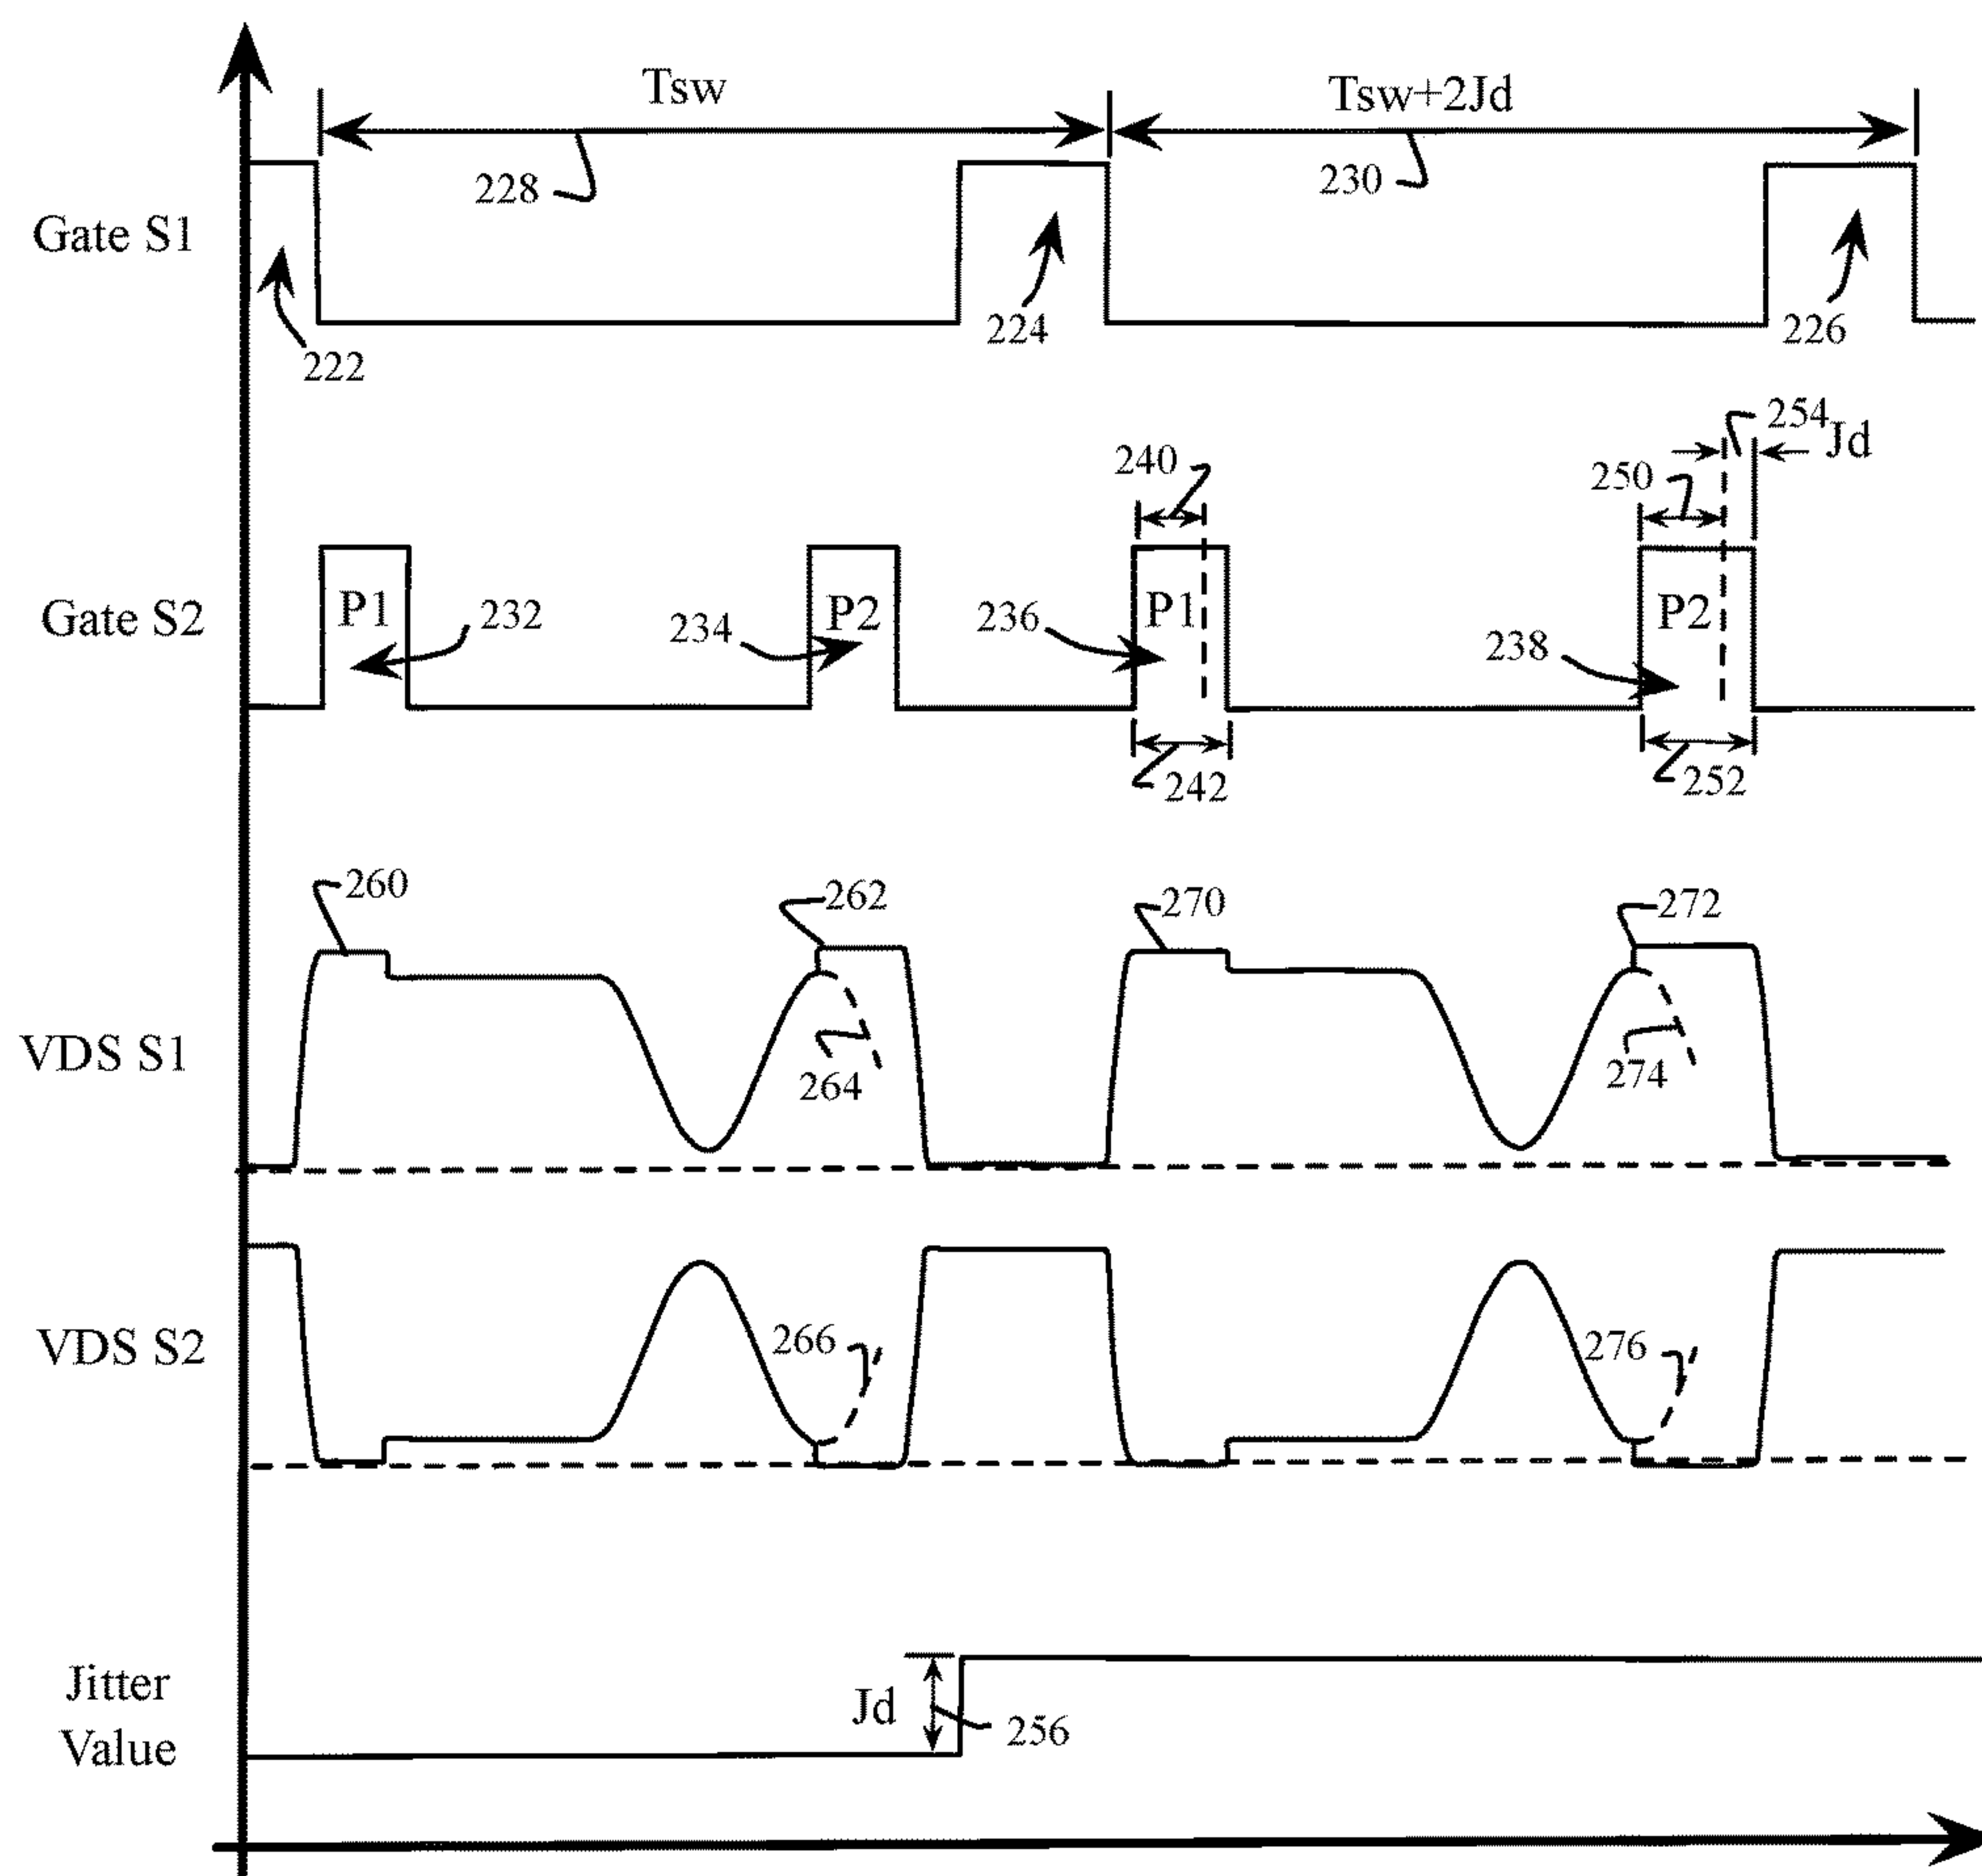 Tsw
Tsw+2Jd
228
230
Gate S1
222
224
226
254
Jd
240
250
P1
232
234
P2
236
P1
238
P2
Gate S2
242
252
260
262
270
272
VDS S1
264
274
VDS S2
266
276
Jitter
Value
Jd
256